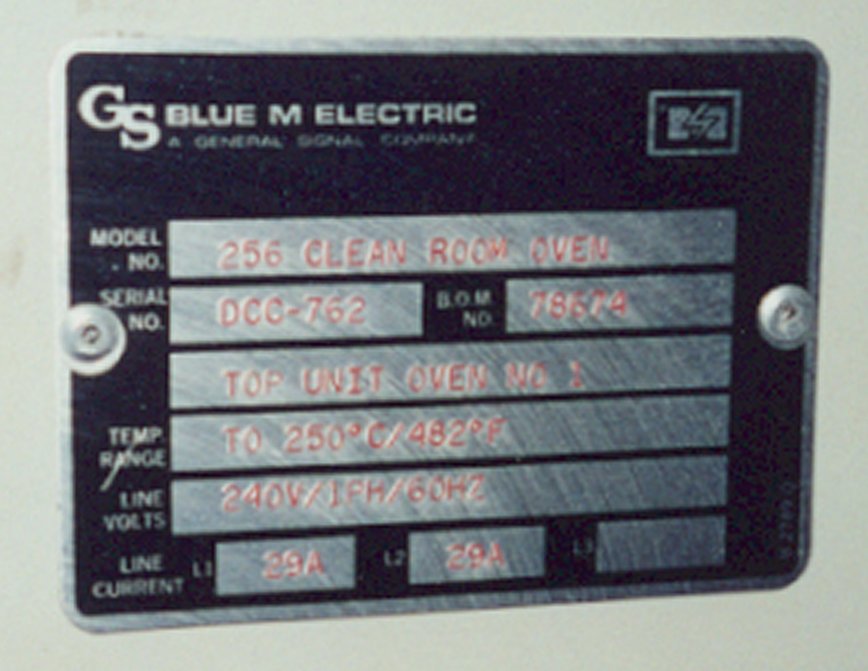 GS BLUE M ELECTRIC
A GENERAL SIGNAL COMPANY
MODEL NO. 256 CLEAN ROOM OVEN
SERIAL NO. DCC-762 B.O.M. NO.
TOP UNIT OVEN NO 1
TEMP. RANGE TO 250°C/482°F
LINE VOLTS 240V/1PH/60HZ
LINE CURRENT L1 29A L2 29A L3